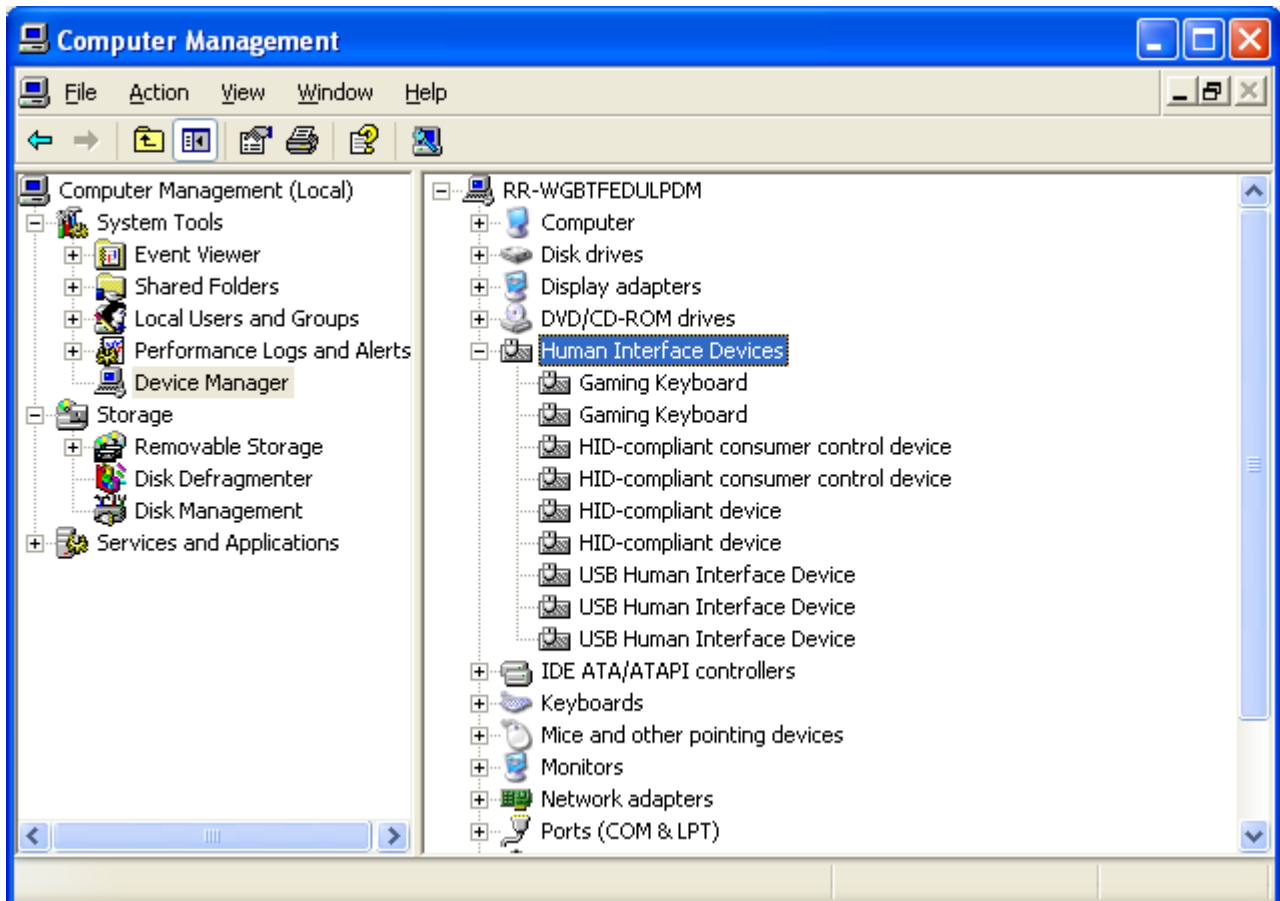 Computer Management
File Action View Window Help
Computer Management (Local)
System Tools
Event Viewer
Shared Folders
Local Users and Groups
Performance Logs and Alerts
Device Manager
Storage
Removable Storage
Disk Defragmenter
Disk Management
Services and Applications
RR-WGBTFEDULPDM
Computer
Disk drives
Display adapters
DVD/CD-ROM drives
Human Interface Devices
Gaming Keyboard
Gaming Keyboard
HID-compliant consumer control device
HID-compliant consumer control device
HID-compliant device
HID-compliant device
USB Human Interface Device
USB Human Interface Device
USB Human Interface Device
IDE ATA/ATAPI controllers
Keyboards
Mice and other pointing devices
Monitors
Network adapters
Ports (COM & LPT)